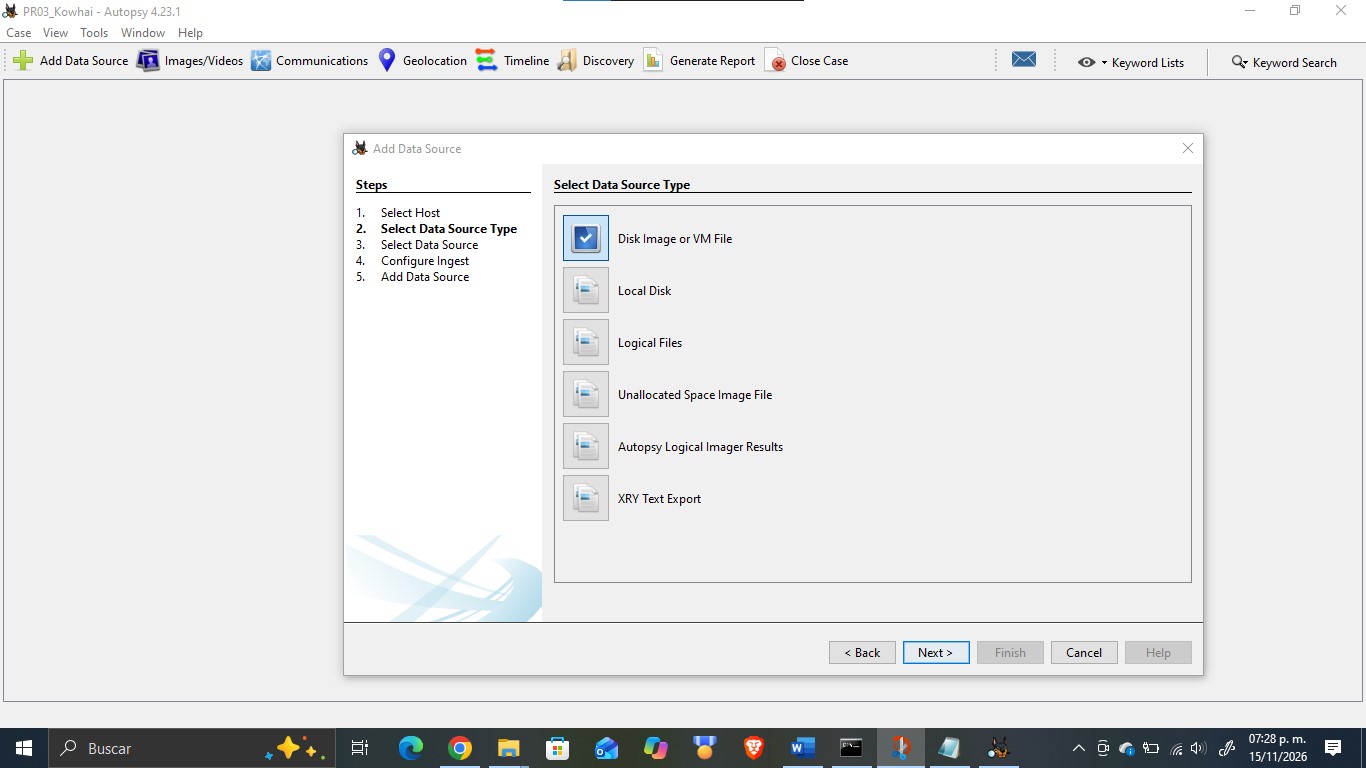 PR03_Kowhai - Autopsy 4.23.1
Case View Tools Window Help
Add Data Source Images/Videos Communications Geolocation Timeline Discovery Generate Report Close Case Keyword Lists Keyword Search
Add Data Source
Steps
1. Select Host
2. Select Data Source Type
3. Select Data Source
4. Configure Ingest
5. Add Data Source
Select Data Source Type
Disk Image or VM File
Local Disk
Logical Files
Unallocated Space Image File
Autopsy Logical Imager Results
XRY Text Export
< Back Next > Finish Cancel Help
Buscar
07:28 p. m.
15/11/2026